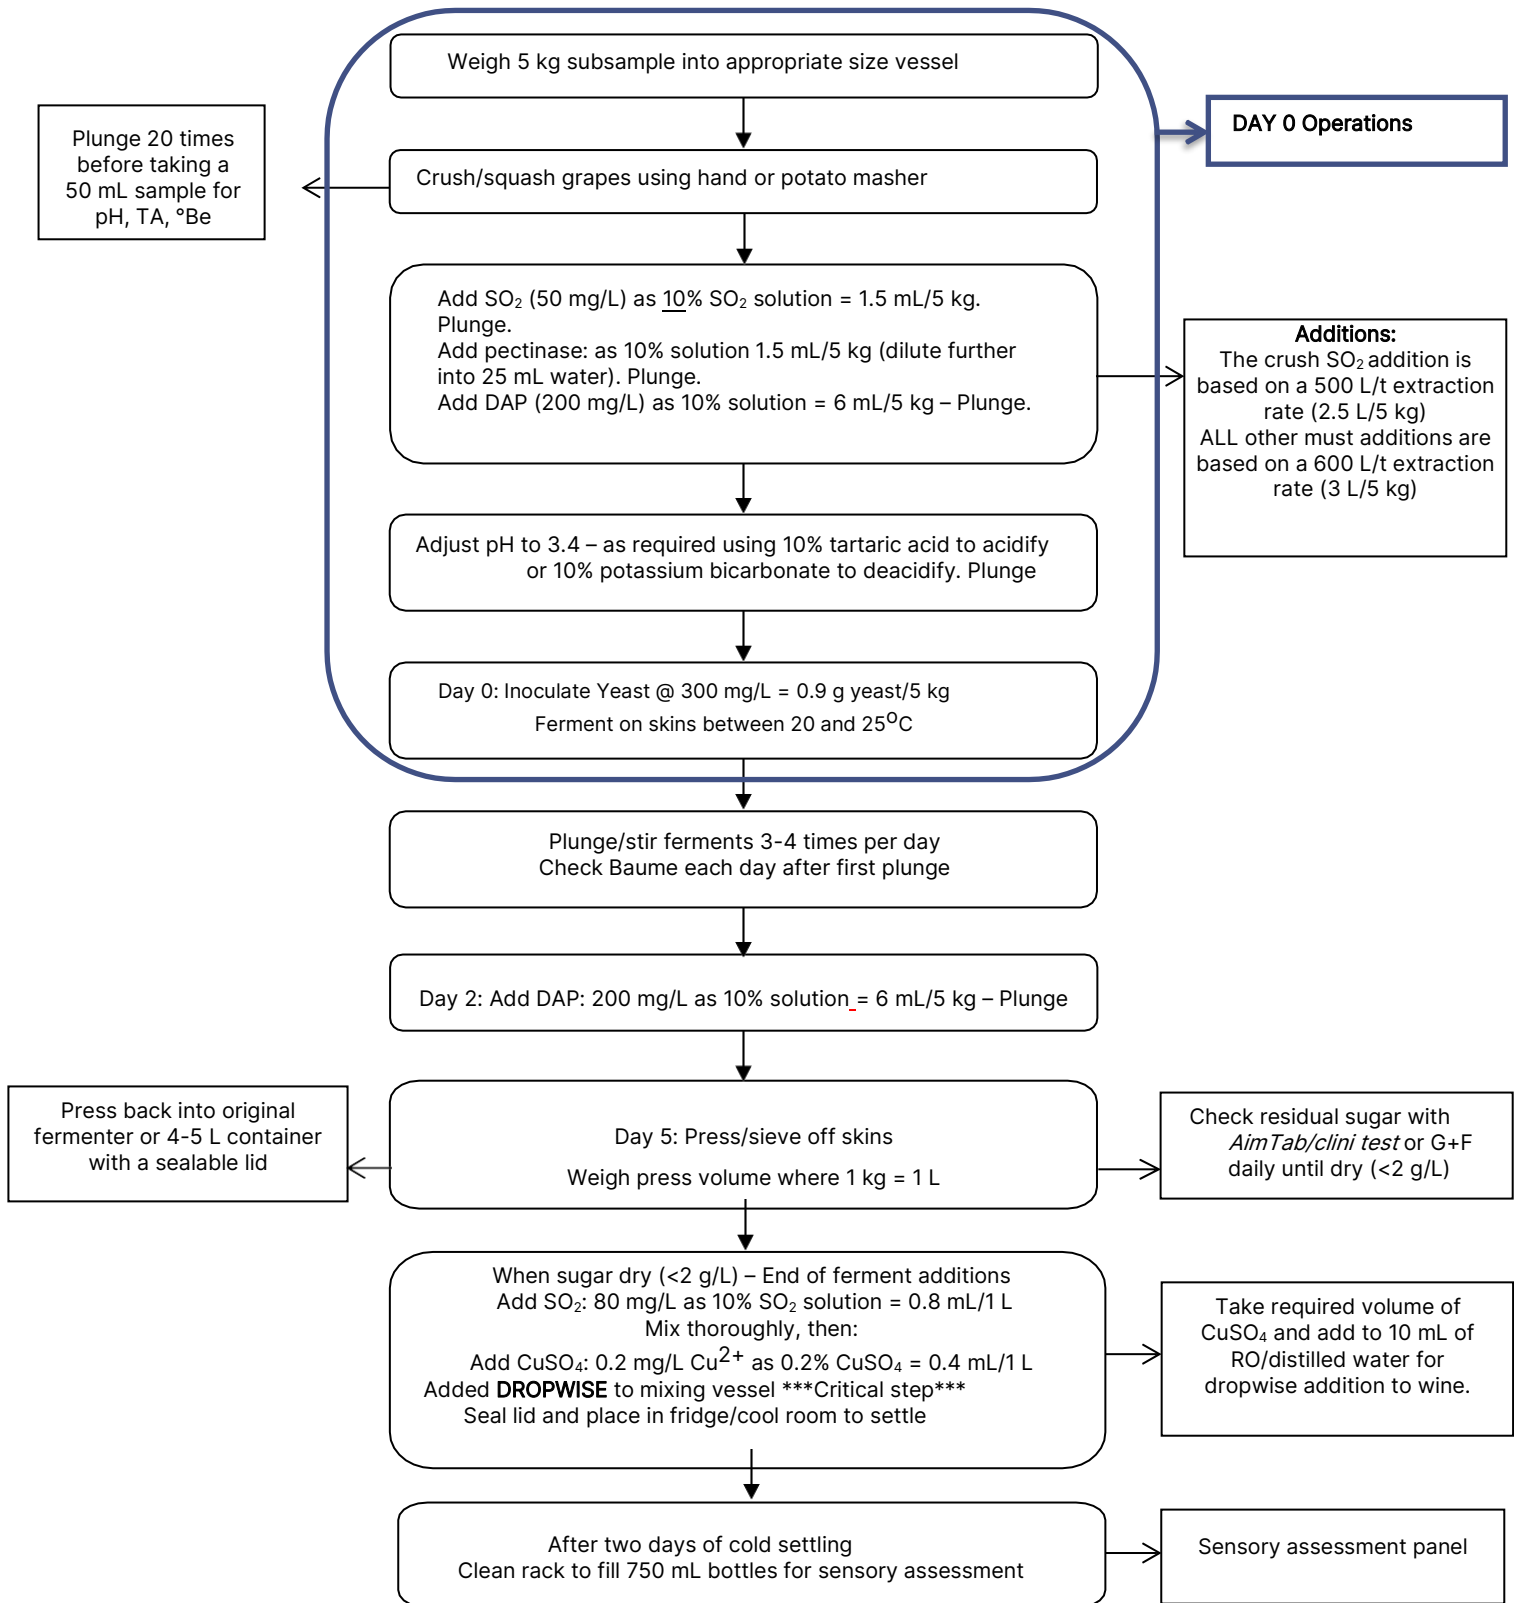 Weigh 5 kg subsample into appropriate size vessel
DAY 0 Operations
Plunge 20 times
before taking a
50 mL sample for
pH, TA, °Be
Crush/squash grapes using hand or potato masher
Add SO₂ (50 mg/L) as 10% SO₂ solution = 1.5 mL/5 kg.
Plunge.
Add pectinase: as 10% solution 1.5 mL/5 kg (dilute further
into 25 mL water). Plunge.
Add DAP (200 mg/L) as 10% solution = 6 mL/5 kg – Plunge.
Additions:
The crush SO₂ addition is
based on a 500 L/t extraction
rate (2.5 L/5 kg)
ALL other must additions are
based on a 600 L/t extraction
rate (3 L/5 kg)
Adjust pH to 3.4 – as required using 10% tartaric acid to acidify
or 10% potassium bicarbonate to deacidify. Plunge
Day 0: Inoculate Yeast @ 300 mg/L = 0.9 g yeast/5 kg
Ferment on skins between 20 and 25ºC
Plunge/stir ferments 3-4 times per day
Check Baume each day after first plunge
Day 2: Add DAP: 200 mg/L as 10% solution = 6 mL/5 kg – Plunge
Press back into original
fermenter or 4-5 L container
with a sealable lid
Day 5: Press/sieve off skins
Weigh press volume where 1 kg = 1 L
Check residual sugar with
AimTab/clini test or G+F
daily until dry (<2 g/L)
When sugar dry (<2 g/L) – End of ferment additions
Add SO₂: 80 mg/L as 10% SO₂ solution = 0.8 mL/1 L
Mix thoroughly, then:
Add CuSO₄: 0.2 mg/L Cu²⁺ as 0.2% CuSO₄ = 0.4 mL/1 L
Added DROPWISE to mixing vessel ***Critical step***
Seal lid and place in fridge/cool room to settle
Take required volume of
CuSO₄ and add to 10 mL of
RO/distilled water for
dropwise addition to wine.
After two days of cold settling
Clean rack to fill 750 mL bottles for sensory assessment
Sensory assessment panel